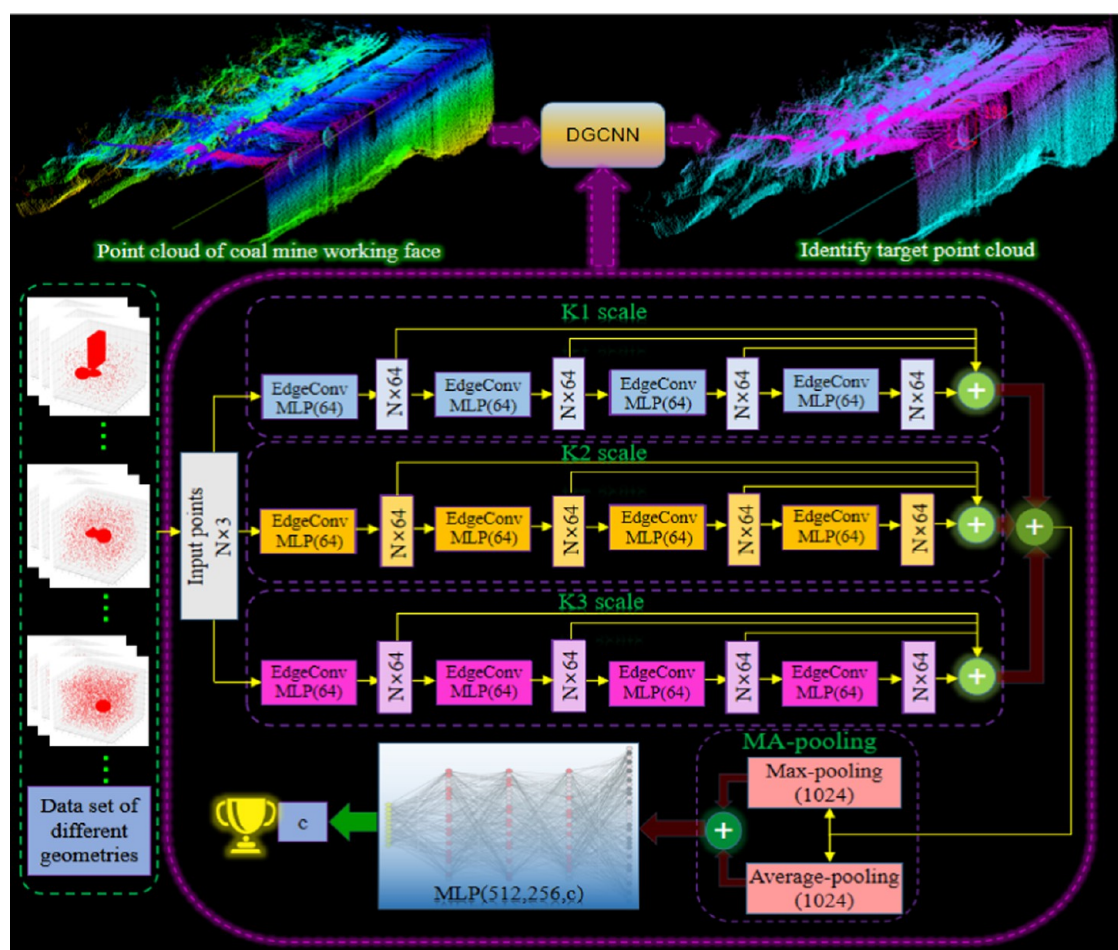 DGCNN
Point cloud of coal mine working face
Identify target point cloud
K1 scale
EdgeConv
MLP(64)
N×64
EdgeConv
MLP(64)
N×64
EdgeConv
MLP(64)
N×64
EdgeConv
MLP(64)
N×64
+
K2 scale
Input points
N×3
EdgeConv
MLP(64)
N×64
EdgeConv
MLP(64)
N×64
EdgeConv
MLP(64)
N×64
EdgeConv
MLP(64)
N×64
+
+
K3 scale
EdgeConv
MLP(64)
N×64
EdgeConv
MLP(64)
N×64
EdgeConv
MLP(64)
N×64
EdgeConv
MLP(64)
N×64
+
MA-pooling
Max-pooling
(1024)
+
Average-pooling
(1024)
MLP(512,256,c)
c
Data set of
different
geometries